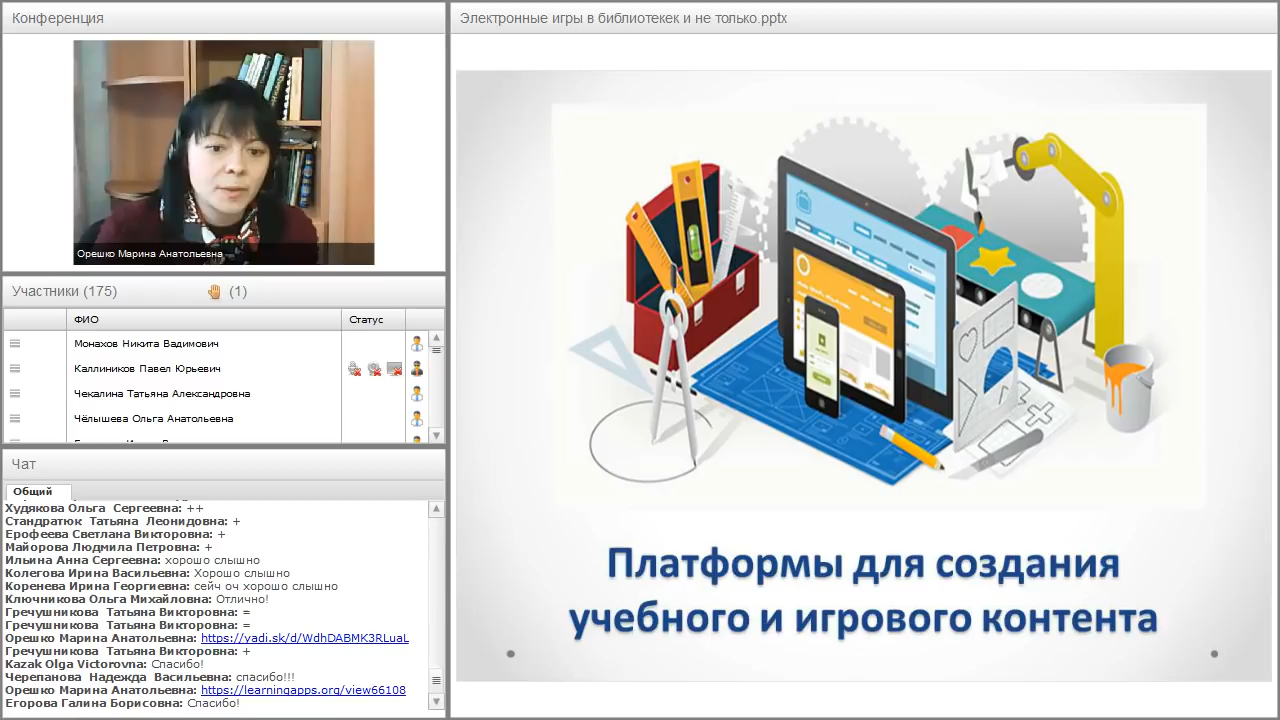 Конференция
Орешко Марина Анатольевна
Участники (175) (1)
ФИО Статус
Монахов Никита Вадимович
Каллиников Павел Юрьевич
Чекалина Татьяна Александровна
Чёлышева Ольга Анатольевна
Чат
Общий
Худякова Ольга Сергеевна: ++
Стандратюк Татьяна Леонидовна: +
Ерофеева Светлана Викторовна: +
Майорова Людмила Петровна: +
Ильина Анна Сергеевна: хорошо слышно
Колегова Ирина Васильевна: Хорошо слышно
Коренева Ирина Георгиевна: сейч оч хорошо слышно
Ключникова Ольга Михайловна: Отлично!
Гречушникова Татьяна Викторовна: =
Гречушникова Татьяна Викторовна: =
Орешко Марина Анатольевна: https://yadi.sk/d/WdhDABMK3RLuaL
Гречушникова Татьяна Викторовна: +
Kazak Olga Victorovna: Спасибо!
Черепанова Надежда Васильевна: спасибо!!!
Орешко Марина Анатольевна: https://learningapps.org/view66108
Егорова Галина Борисовна: Спасибо!
Электронные игры в библиотекек и не только.pptx
Платформы для создания
учебного и игрового контента